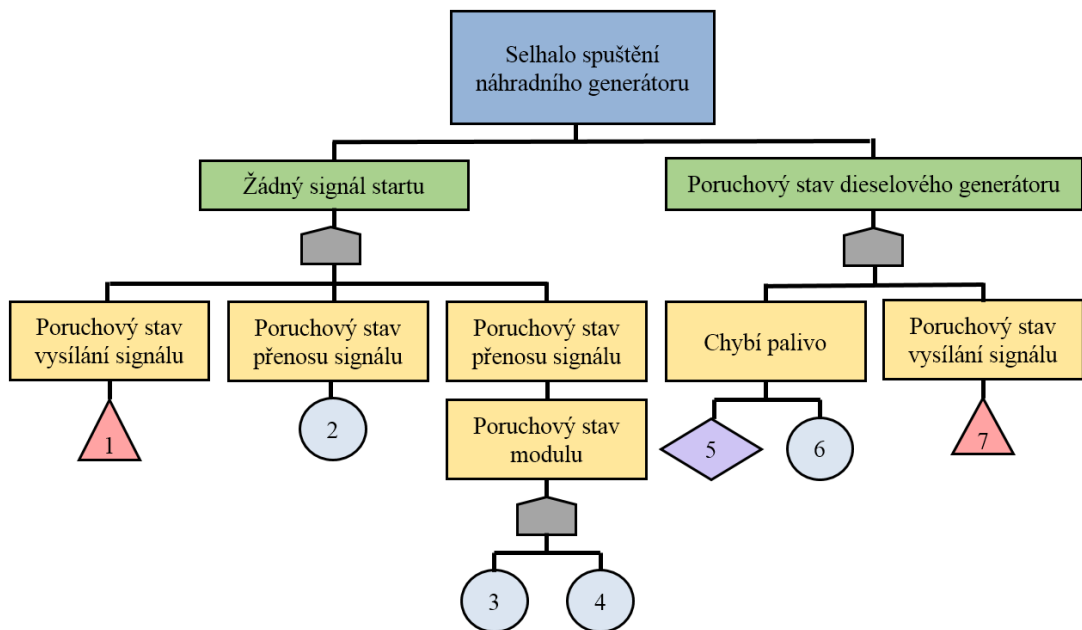 Selhalo spuštění
náhradního generátoru
Žádný signál startu
Poruchový stav dieselového generátoru
Poruchový stav
vysílání signálu
Poruchový stav
přenosu signálu
Poruchový stav
přenosu signálu
Chybí palivo
Poruchový stav
vysílání signálu
1
2
Poruchový stav
modulu
5
6
7
3
4